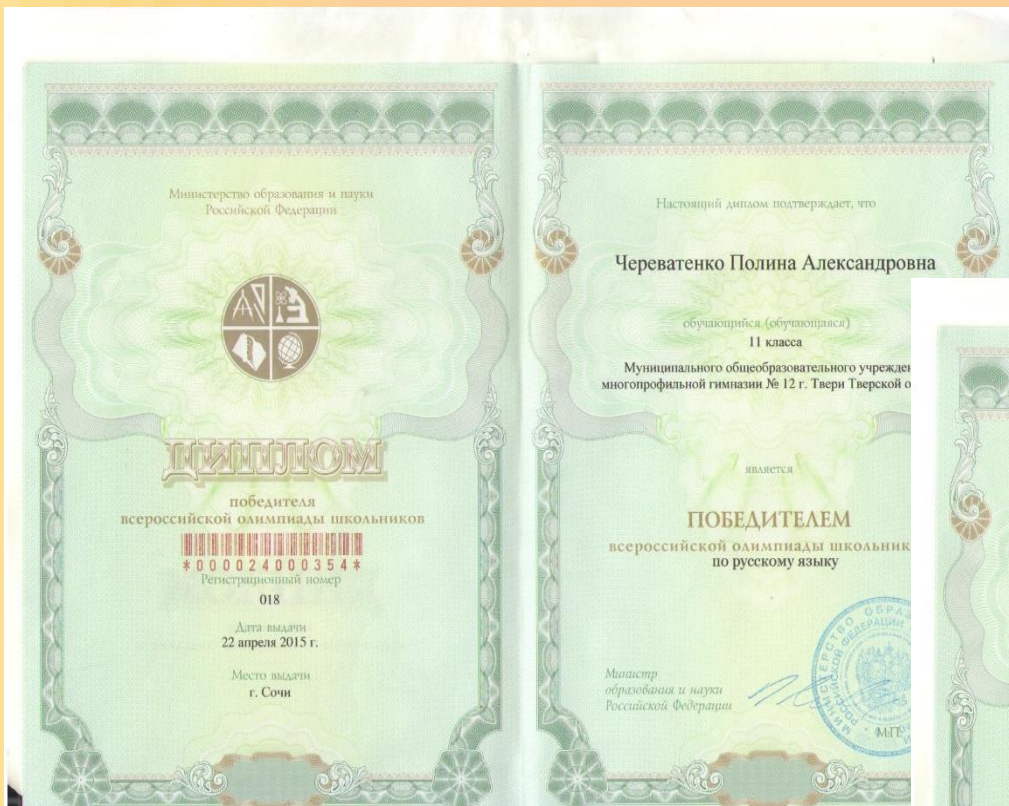 Министерство образования и науки
Российской Федерации
ДИПЛОМ
победителя
всероссийской олимпиады школьников
*000024000354*
Регистрационный номер
018
Дата выдачи
22 апреля 2015 г.
Место выдачи
г. Сочи
Настоящий диплом подтверждает, что
Череватенко Полина Александровна
обучающийся (обучающаяся)
11 класса
Муниципального общеобразовательного учрежден
многопрофильной гимназии № 12 г. Твери Тверской о
является
ПОБЕДИТЕЛЕМ
всероссийской олимпиады школьник
по русскому языку
Министр
образования и науки
Российской Федерации
М.П.